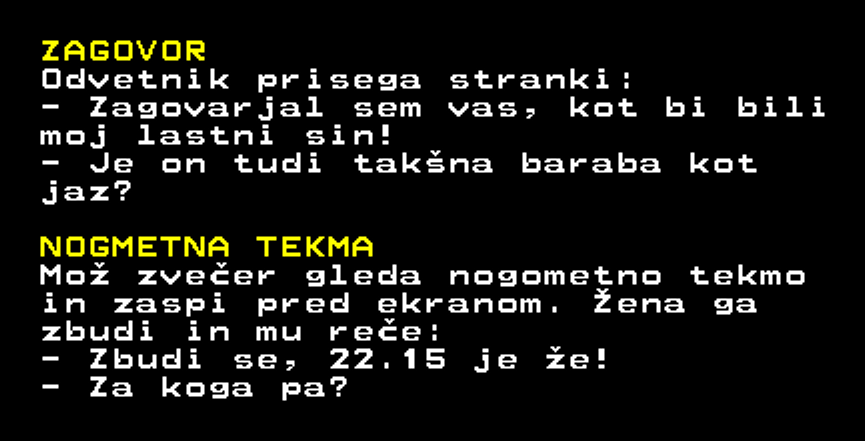 ZAGOVOR
Odvetnik prisega stranki:
- Zagovarjal sem vas, kot bi bili
moj lastni sin!
- Je on tudi takšna baraba kot
jaz?
NOGMETNA TEKMA
Mož zvečer gleda nogometno tekmo
in zaspi pred ekranom. Žena ga
zbudi in mu reče:
- Zbudi se, 22.15 je že!
- Za koga pa?